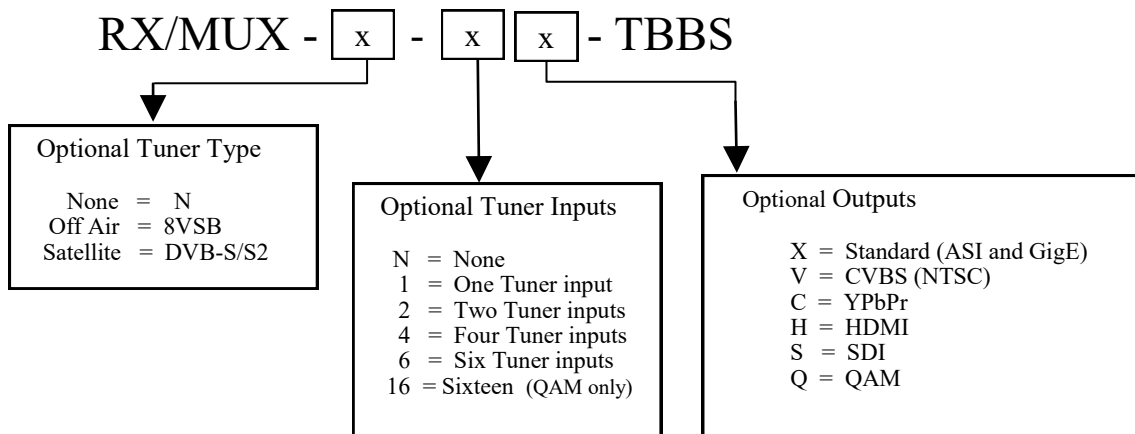 RX/MUX - x - x x - TBBS
Optional Tuner Type
None = N
Off Air = 8VSB
Satellite = DVB-S/S2
Optional Tuner Inputs
N = None
1 = One Tuner input
2 = Two Tuner inputs
4 = Four Tuner inputs
6 = Six Tuner inputs
16 = Sixteen (QAM only)
Optional Outputs
X = Standard (ASI and GigE)
V = CVBS (NTSC)
C = YPbPr
H = HDMI
S = SDI
Q = QAM